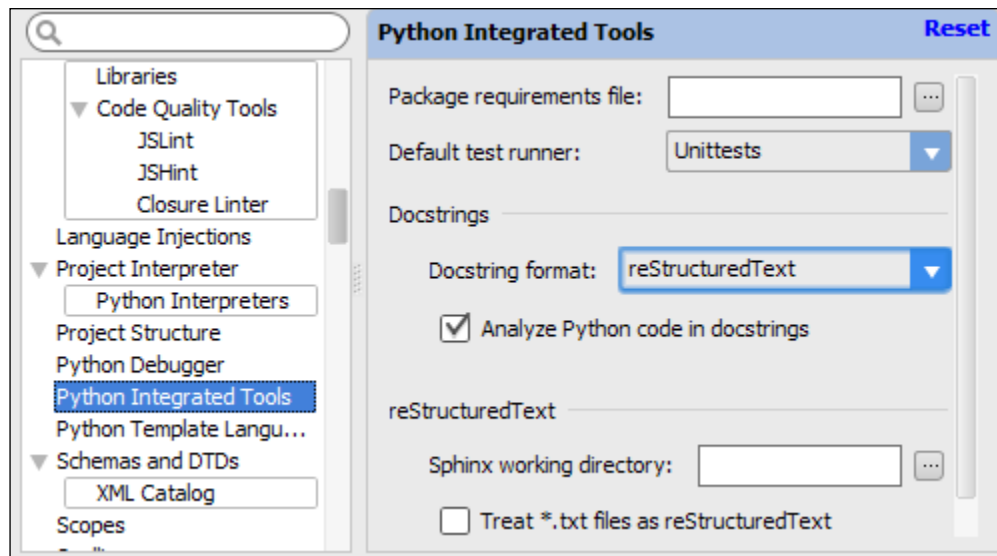 Libraries
Code Quality Tools
JSLint
JSHint
Closure Linter
Language Injections
Project Interpreter
Python Interpreters
Project Structure
Python Debugger
Python Integrated Tools
Python Template Langu...
Schemas and DTDs
XML Catalog
Scopes
Python Integrated Tools
Reset
Package requirements file:
...
Default test runner:
Unittests
Docstrings
Docstring format:
reStructuredText
Analyze Python code in docstrings
reStructuredText
Sphinx working directory:
...
Treat *.txt files as reStructuredText